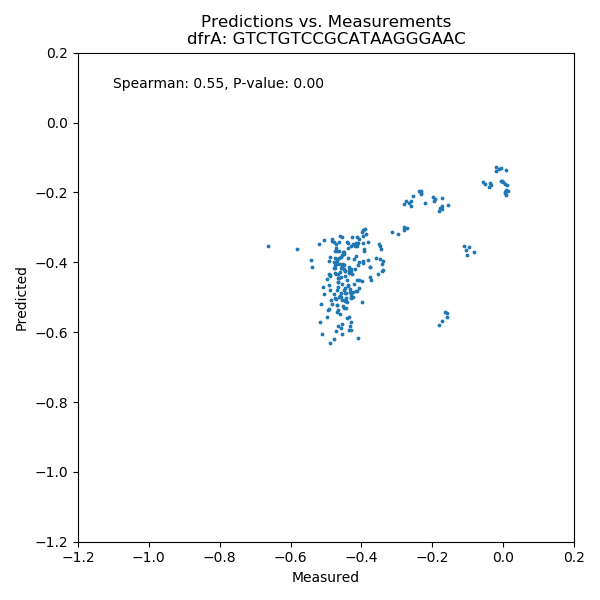 Predictions vs. Measurements
dfrA: GTCTGTCCGCATAAGGGAAC
0.2
Spearman: 0.55, P-value: 0.00
0.0
−0.2
−0.4
−0.6
−0.8
−1.0
−1.2
Predicted
−1.2 −1.0 −0.8 −0.6 −0.4 −0.2 0.0 0.2
Measured